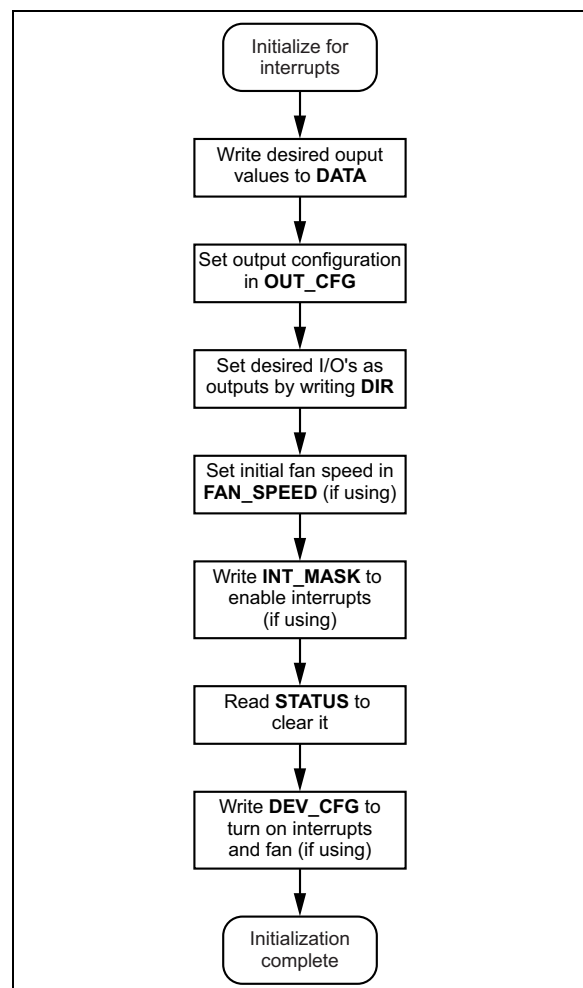 Initialize for
interrupts
Write desired ouput
values to DATA
Set output configuration
in OUT_CFG
Set desired I/O's as
outputs by writing DIR
Set initial fan speed in
FAN_SPEED (if using)
Write INT_MASK to
enable interrupts
(if using)
Read STATUS to
clear it
Write DEV_CFG to
turn on interrupts
and fan (if using)
Initialization
complete